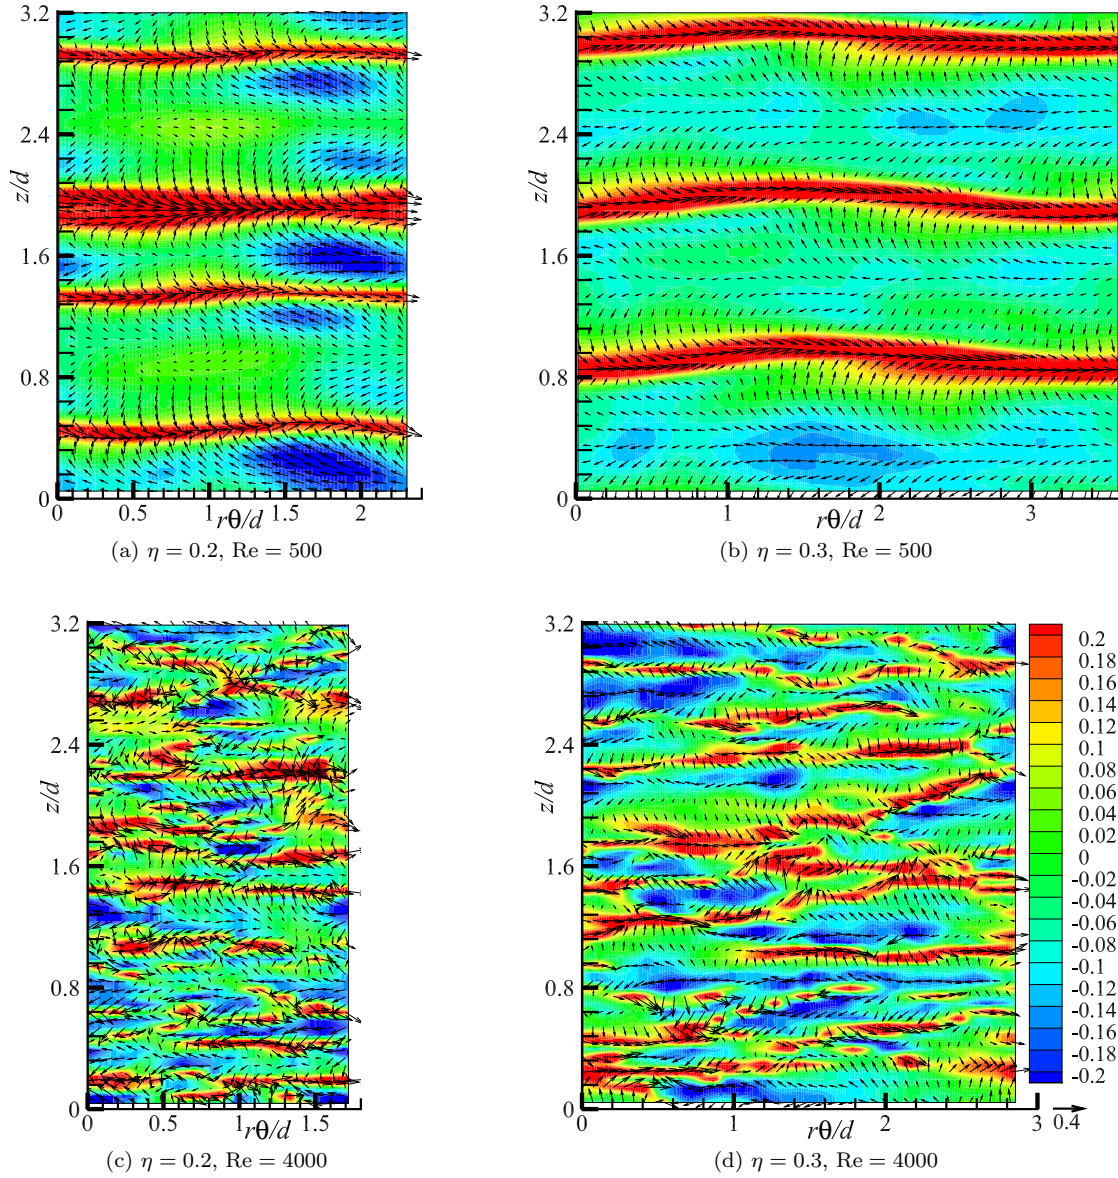 3.2
2.4
z/d
1.6
0.8
0
0 0.5 1 1.5 2
rθ/d
(a) η = 0.2, Re = 500
3.2
2.4
z/d
1.6
0.8
0
0 1 2 3
rθ/d
(b) η = 0.3, Re = 500
3.2
2.4
z/d
1.6
0.8
0
0 0.5 1 1.5
rθ/d
(c) η = 0.2, Re = 4000
3.2
2.4
z/d
1.6
0.8
0
0 1 2 3
rθ/d
(d) η = 0.3, Re = 4000
0.2
0.18
0.16
0.14
0.12
0.1
0.08
0.06
0.04
0.02
0
-0.02
-0.04
-0.06
-0.08
-0.1
-0.12
-0.14
-0.16
-0.18
-0.2
0.4